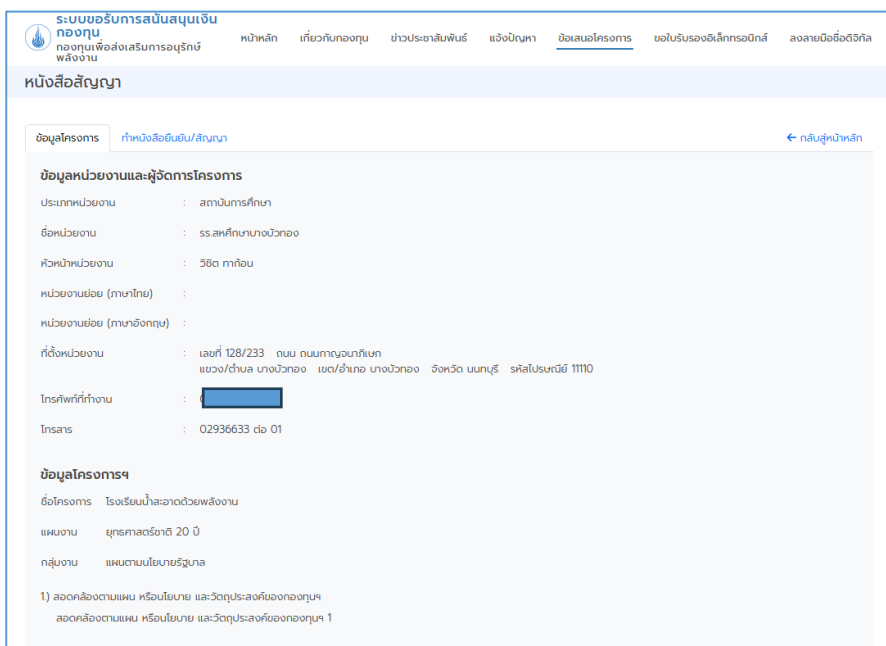 ระบบขอรับการสนันสนุนเงิน
กองทุน
กองทุนเพื่อส่งเสริมการอนุรักษ์
พลังงาน
หน้าหลัก เกี่ยวกับกองทุน ข่าวประชาสัมพันธ์ แจ้งปัญหา ข้อเสนอโครงการ ขอใบรับรองอิเล็กทรอนิกส์ ลงลายมือชื่อดิจิทัล
หนังสือสัญญา
ข้อมูลโครงการ ทำหนังสือยืนยัน/สัญญา ← กลับสู่หน้าหลัก
ข้อมูลหน่วยงานและผู้จัดการโครงการ
ประเภทหน่วยงาน : สถาบันการศึกษา
ชื่อหน่วยงาน : รร.สหศึกษาบางบัวทอง
หัวหน้าหน่วยงาน : วิชิต ทาก้อน
หน่วยงานย่อย (ภาษาไทย) :
หน่วยงานย่อย (ภาษาอังกฤษ) :
ที่ตั้งหน่วยงาน : เลขที่ 128/233 ถนน ถนนกาญจนาภิเษก
แขวง/ตำบล บางบัวทอง เขต/อำเภอ บางบัวทอง จังหวัด นนทบุรี รหัสไปรษณีย์ 11110
โทรศัพท์ที่ทำงาน :
โทรสาร : 02936633 ต่อ 01
ข้อมูลโครงการฯ
ชื่อโครงการ โรงเรียนน้ำสะอาดด้วยพลังงาน
แผนงาน ยุทธศาสตร์ชาติ 20 ปี
กลุ่มงาน แผนตามนโยบายรัฐบาล
1.) สอดคล้องตามแผน หรือนโยบาย และวัตถุประสงค์ของกองทุนฯ
สอดคล้องตามแผน หรือนโยบาย และวัตถุประสงค์ของกองทุนฯ 1